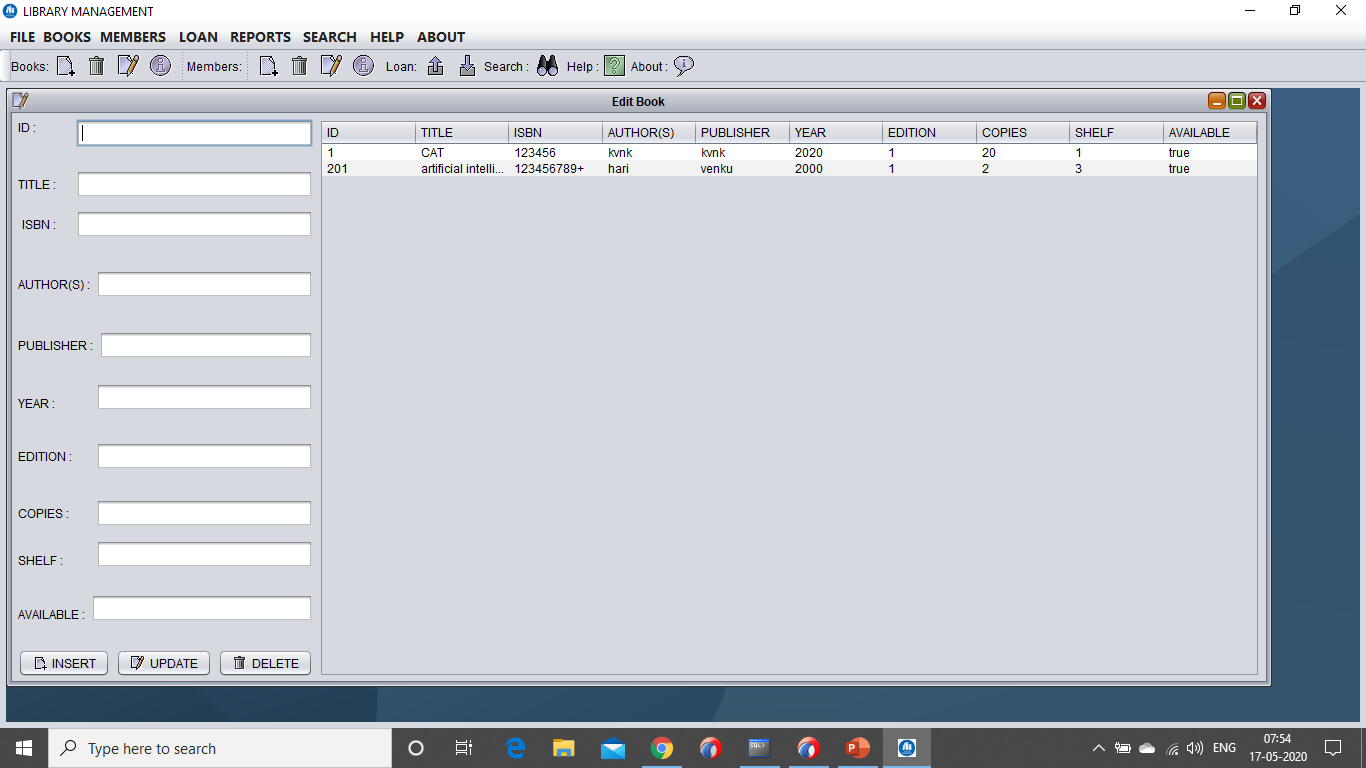 LIBRARY MANAGEMENT
FILE BOOKS MEMBERS LOAN REPORTS SEARCH HELP ABOUT
Books: Members: Loan: Search : Help : About :
Edit Book
ID :
TITLE :
ISBN :
AUTHOR(S) :
PUBLISHER :
YEAR :
EDITION :
COPIES :
SHELF :
AVAILABLE :
INSERT UPDATE DELETE
ID TITLE ISBN AUTHOR(S) PUBLISHER YEAR EDITION COPIES SHELF AVAILABLE
1 CAT 123456 kvnk kvnk 2020 1 20 1 true
201 artificial intelli... 123456789+ hari venku 2000 1 2 3 true
Type here to search
SQL>
ENG
07:54
17-05-2020